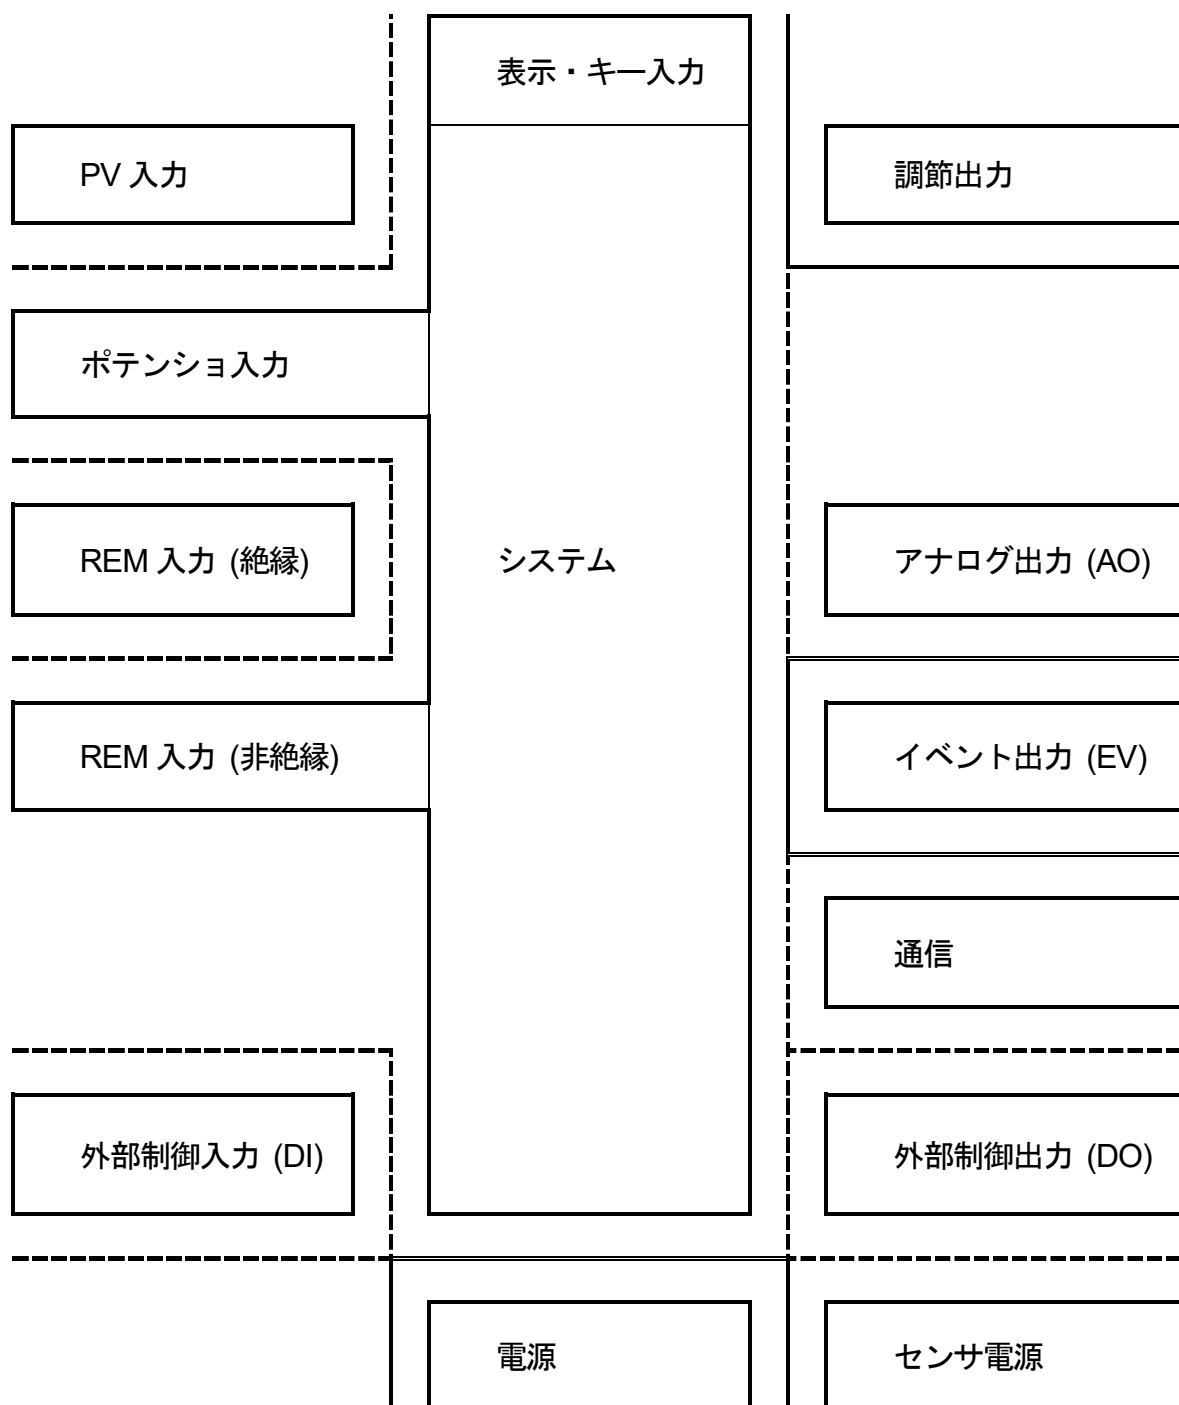 表示・キー入力
PV 入力
調節出力
ポテンショ入力
REM 入力 (絶縁)
システム
アナログ出力 (AO)
REM 入力 (非絶縁)
イベント出力 (EV)
通信
外部制御入力 (DI)
外部制御出力 (DO)
電源
センサ電源